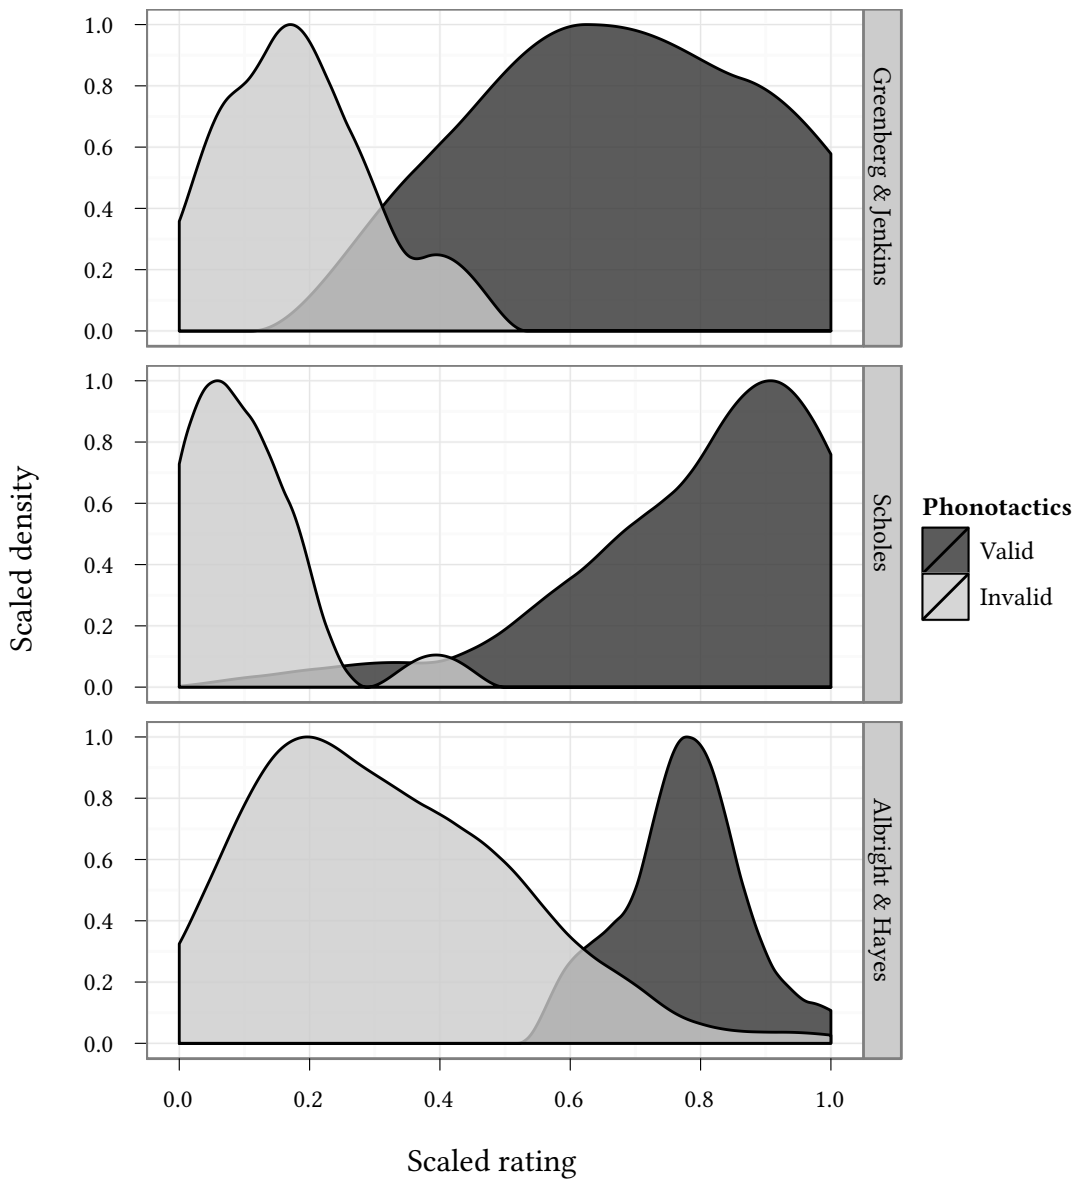 1.0
0.8
0.6
0.4
0.2
0.0
Greenberg & Jenkins
1.0
0.8
0.6
0.4
0.2
0.0
Scholes
1.0
0.8
0.6
0.4
0.2
0.0
Albright & Hayes
0.0 0.2 0.4 0.6 0.8 1.0
Scaled rating
Scaled density
Phonotactics
Valid
Invalid